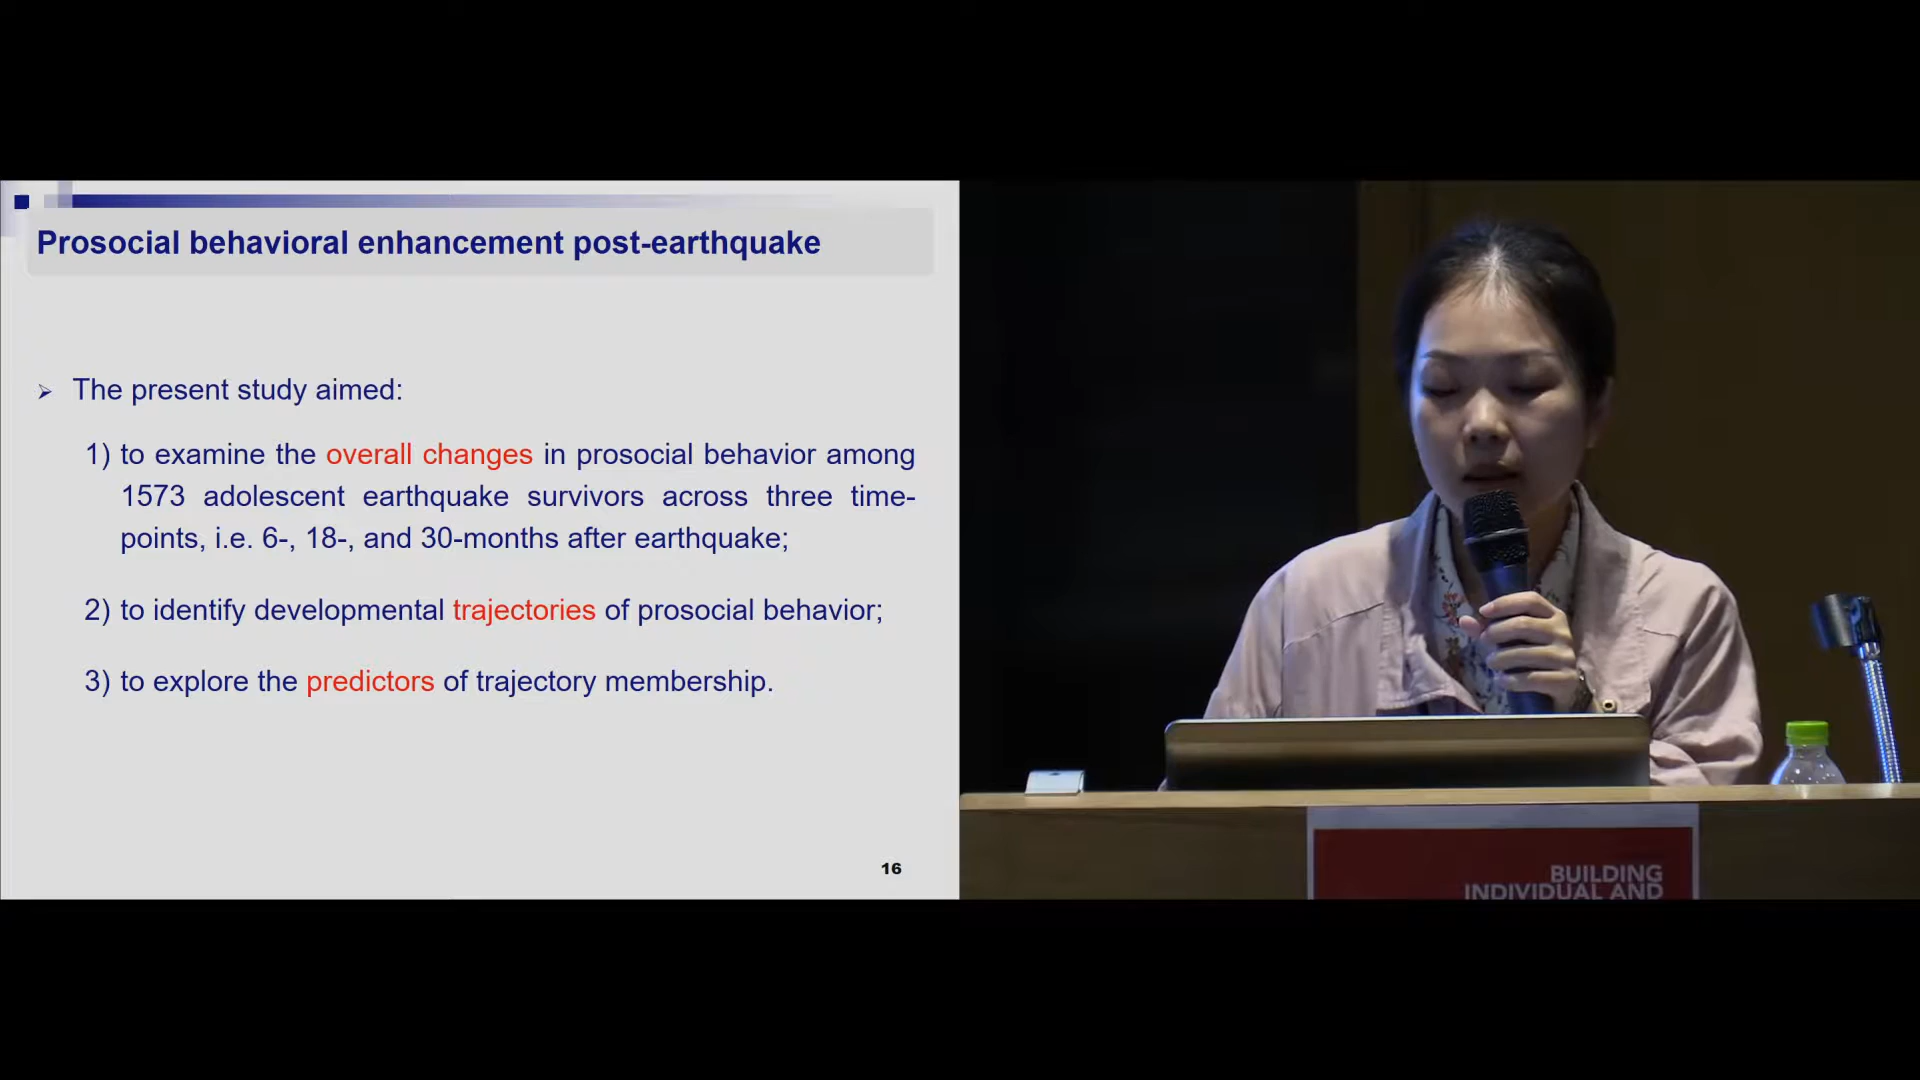 Prosocial behavioral enhancement post-earthquake
➢ The present study aimed:
1) to examine the overall changes in prosocial behavior among
1573 adolescent earthquake survivors across three time-
points, i.e. 6-, 18-, and 30-months after earthquake;
2) to identify developmental trajectories of prosocial behavior;
3) to explore the predictors of trajectory membership.
16
BUILDING
INDIVIDUAL AND